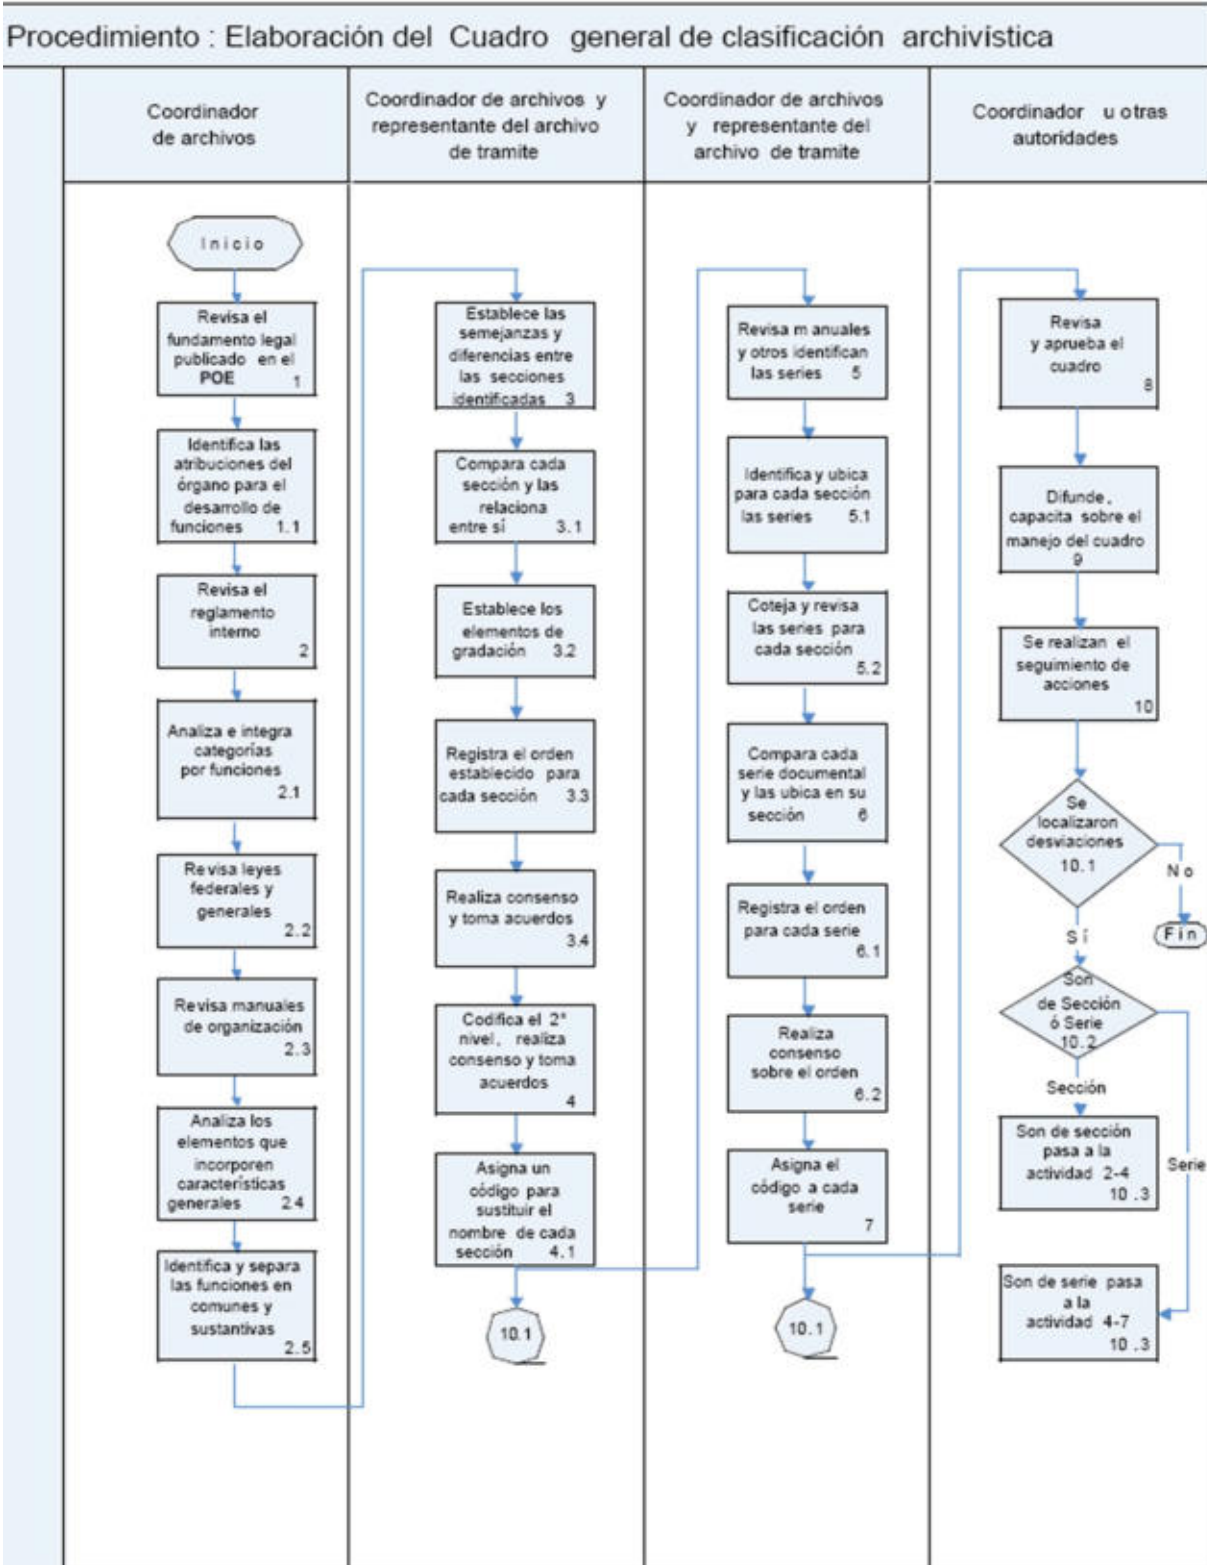 Procedimiento : Elaboración del Cuadro general de clasificación archivística
Coordinador
de archivos
Coordinador de archivos y
representante del archivo
de tramite
Coordinador de archivos
y representante del
archivo de tramite
Coordinador u otras
autoridades
Inicio
Revisa el
fundamento legal
publicado en el
POE 1
Identifica las
atribuciones del
órgano para el
desarrollo de
funciones 1.1
Revisa el
reglamento
interno
2
Analiza e integra
categorías
por funciones
2.1
Revisa leyes
federales y
generales
2.2
Revisa manuales
de organización
2.3
Analiza los
elementos que
incorporen
características
generales 2.4
Identifica y separa
las funciones en
comunes y
sustantivas
2.5
Establece las
semejanzas y
diferencias entre
las secciones
identificadas 3
Compara cada
sección y las
relaciona
entre sí 3.1
Establece los
elementos de
gradación 3.2
Registra el orden
establecido para
cada sección 3.3
Realiza consenso
y toma acuerdos
3.4
Codifica el 2°
nivel, realiza
consenso y toma
acuerdos
4
Asigna un
código para
sustituir el
nombre de cada
sección 4.1
10.1
Revisa m anuales
y otros identifican
las series 5
Identifica y ubica
para cada sección
las series 5.1
Coteja y revisa
las series para
cada sección
5.2
Compara cada
serie documental
y las ubica en su
sección 6
Registra el orden
para cada serie
6.1
Realiza
consenso
sobre el orden
6.2
Asigna el
código a cada
serie
7
10.1
Revisa
y aprueba el
cuadro
8
Difunde,
capacita sobre el
manejo del cuadro
9
Se realizan el
seguimiento de
acciones
10
Se
localizaron
desviaciones
10.1
No
Fin
Sí
Son
de Sección
ó Serie
10.2
Sección
Serie
Son de sección
pasa a la
actividad 2-4
10 .3
Son de serie pasa
a la
actividad 4-7
10 .3